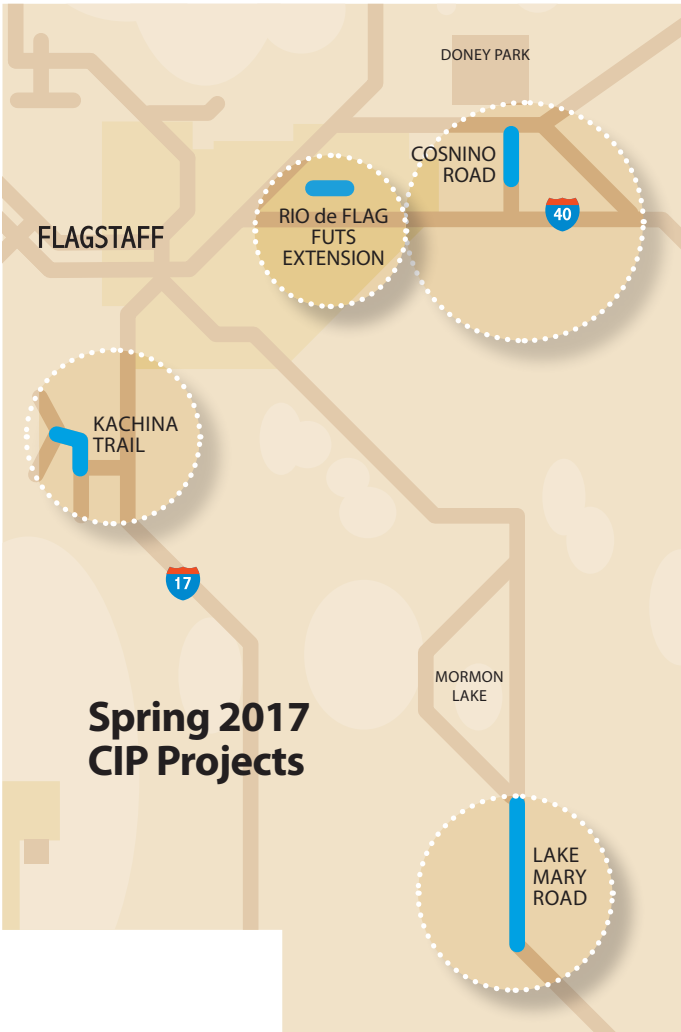 DONEY PARK
COSNINO
ROAD
40
RIO de FLAG
FUTS
EXTENSION
FLAGSTAFF
KACHINA
TRAIL
17
MORMON
LAKE
Spring 2017
CIP Projects
LAKE
MARY
ROAD